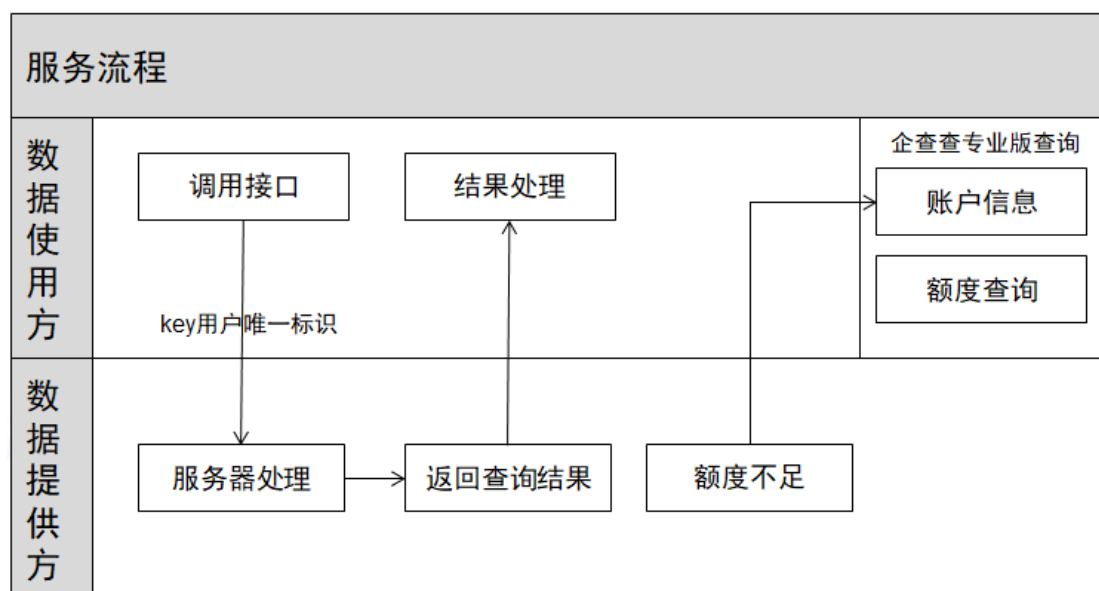 服务流程
数据使用方
调用接口
结果处理
企查查专业版查询
账户信息
额度查询
key用户唯一标识
数据提供方
服务器处理
返回查询结果
额度不足